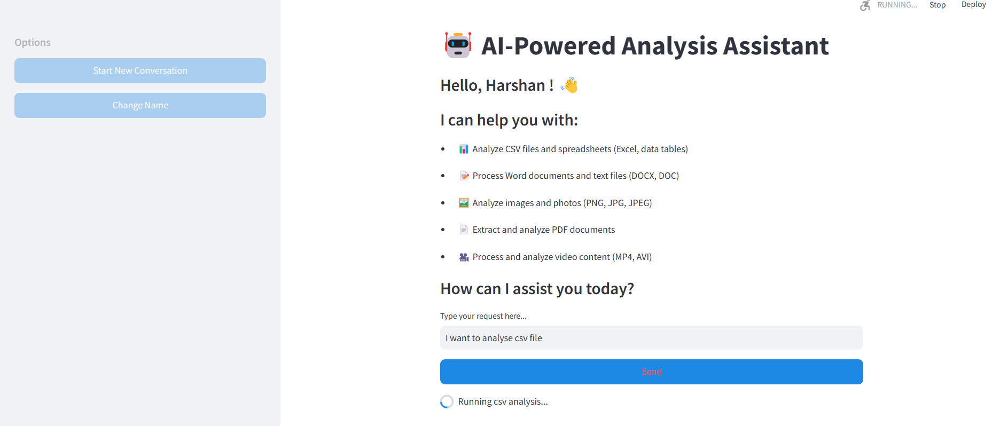 RUNNING... Stop Deploy
Options
Start New Conversation
Change Name
AI-Powered Analysis Assistant
Hello, Harshan !
I can help you with:
Analyze CSV files and spreadsheets (Excel, data tables)
Process Word documents and text files (DOCX, DOC)
Analyze images and photos (PNG, JPG, JPEG)
Extract and analyze PDF documents
Process and analyze video content (MP4, AVI)
How can I assist you today?
Type your request here...
I want to analyse csv file
Send
Running csv analysis...